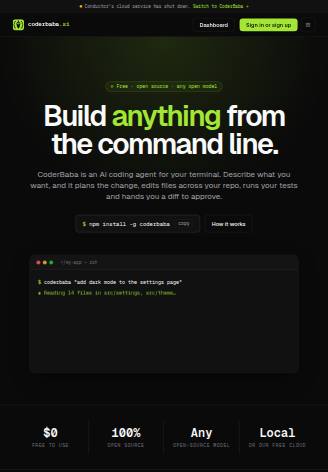 Conductor's cloud service has shut down. Switch to CoderBaba →
coderbaba.ai
Dashboard
Sign in or sign up
Free · open source · any open model
Build anything from
the command line.
CoderBaba is an AI coding agent for your terminal. Describe what you
want, and it plans the change, edits files across your repo, runs your tests
and hands you a diff to approve.
$ npm install -g coderbaba
copy
How it works
~/my-app — zsh
$ coderbaba "add dark mode to the settings page"
● Reading 14 files in src/settings, src/theme…
$0
100%
Any
Local
FREE TO USE
OPEN SOURCE
OPEN-SOURCE MODEL
OR OUR FREE CLOUD